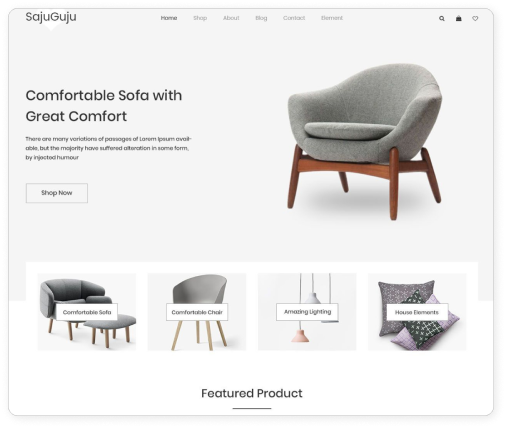 SajuGuju
Home Shop About Blog Contact Element
Comfortable Sofa with
Great Comfort
There are many variations of passages of Lorem Ipsum avail-
able, but the majority have suffered alteration in some form,
by injected humour
Shop Now
Comfortable Sofa
Comfortable Chair
Amazing Lighting
House Elements
Featured Product